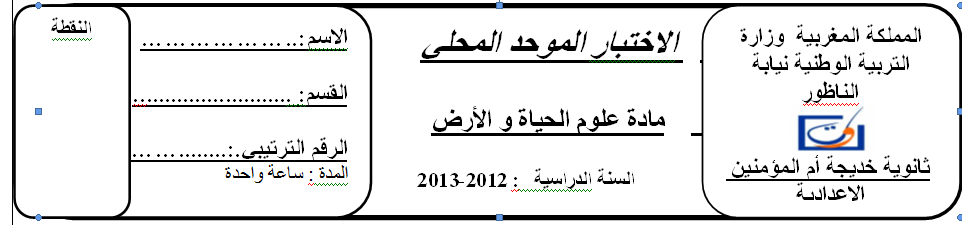 المملكة المغربية وزارة
التربية الوطنية نيابة
الناظور
ثانوية خديجة أم المؤمنين
الاعدادية
الاختبار الموحد المحلي
مادة علوم الحياة و الأرض
السنة الدراسية : 2012-2013
الاسم:.. ... ... ... ... ... ...
القسم:..............................
الرقم الترتيبي.:.......... ... ...
المدة : ساعة واحدة
النقطة